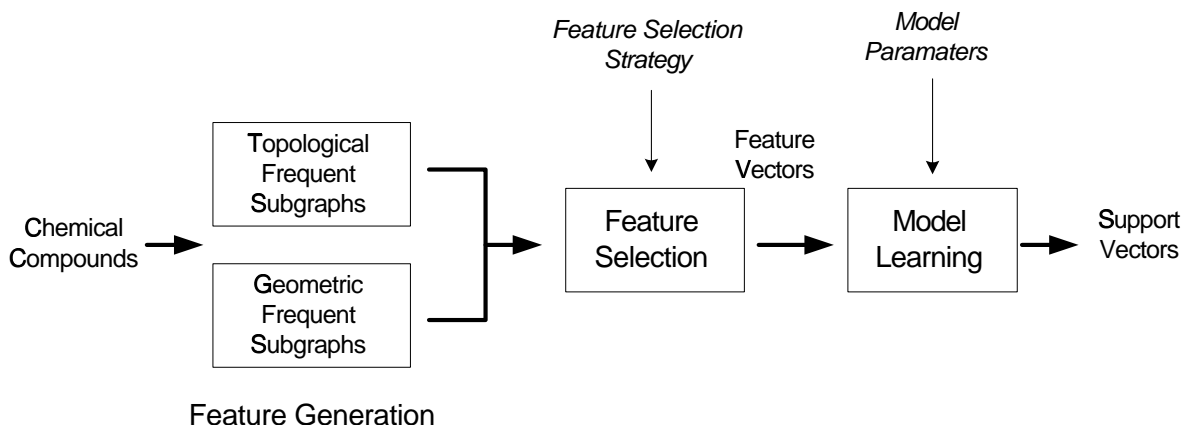 Feature Selection
Strategy
Model
Paramaters
Topological
Frequent
Subgraphs
Feature
Vectors
Chemical
Compounds
Feature
Selection
Model
Learning
Support
Vectors
Geometric
Frequent
Subgraphs
Feature Generation